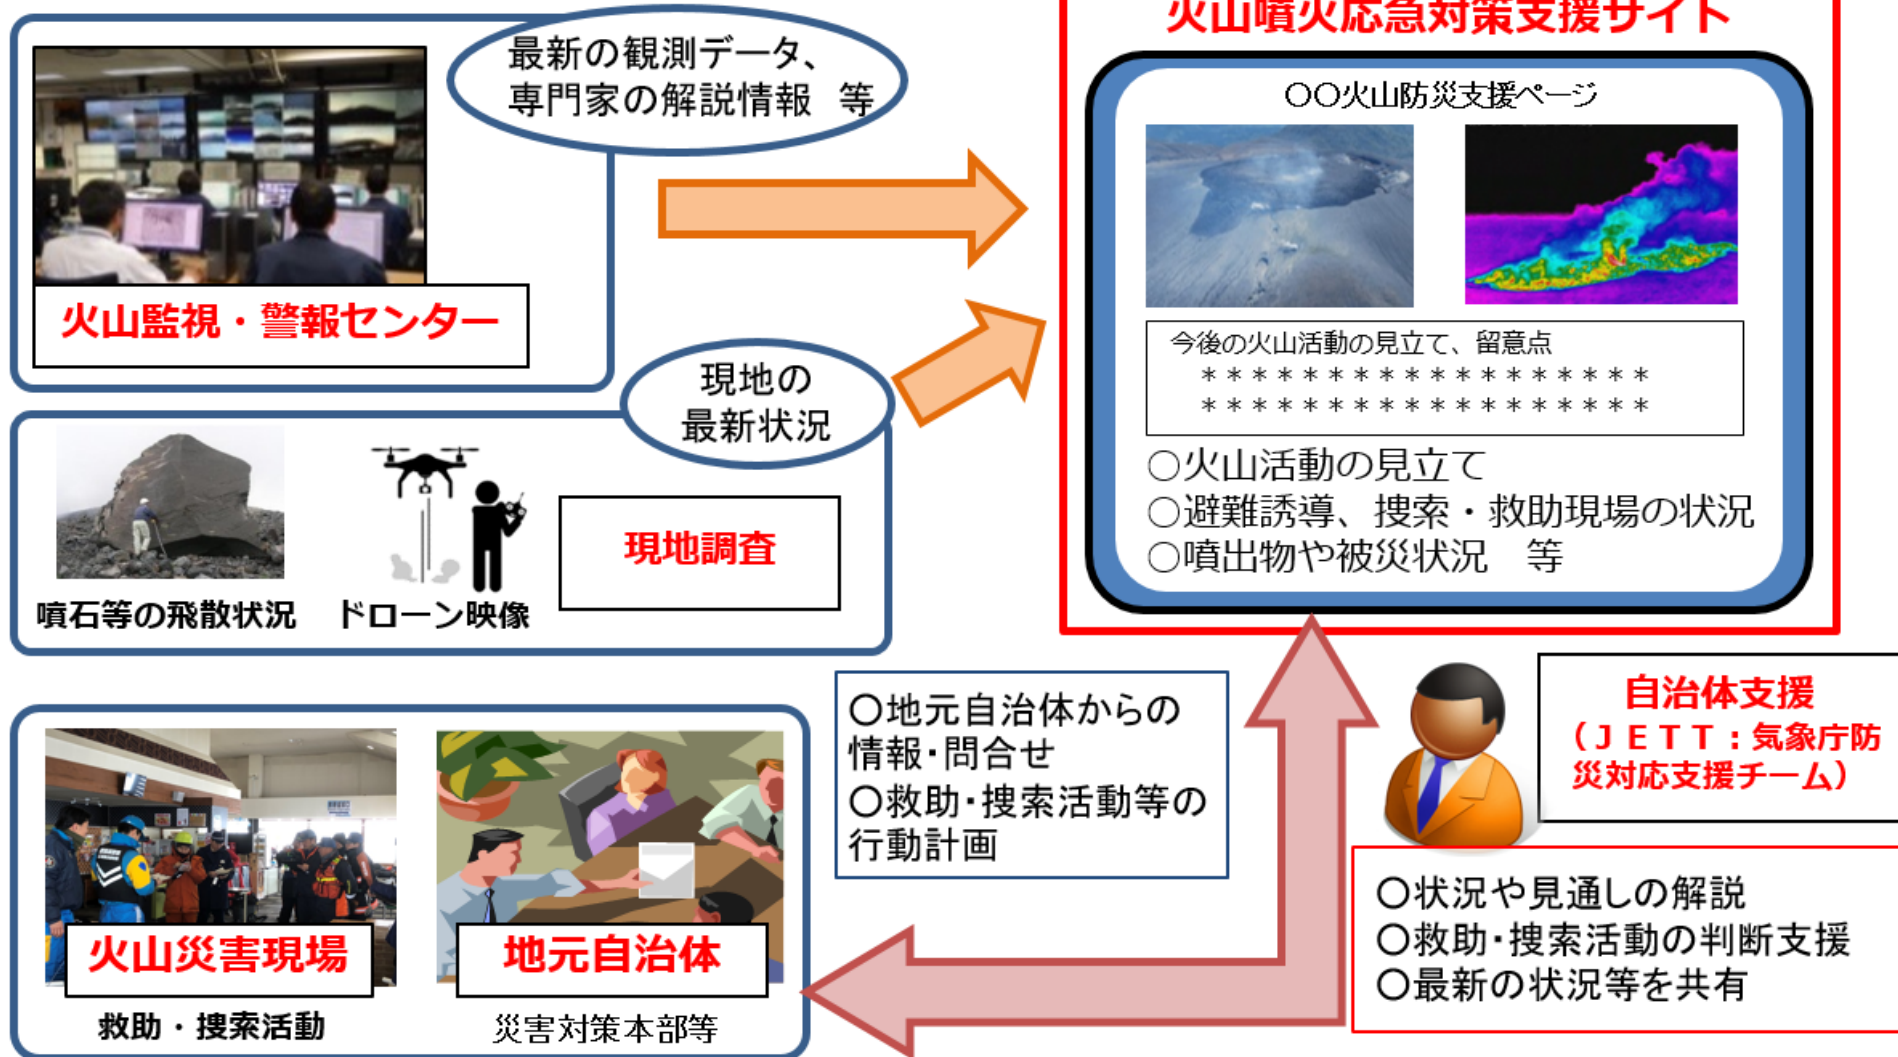 最新の観測データ、
専門家の解説情報　等
火山監視・警報センター
火山噴火応急対策支援サイト
〇〇火山防災支援ページ
今後の火山活動の見立て、留意点
＊＊＊＊＊＊＊＊＊＊＊＊＊＊＊＊＊＊
＊＊＊＊＊＊＊＊＊＊＊＊＊＊＊＊＊＊
○火山活動の見立て
○避難誘導、捜索・救助現場の状況
○噴出物や被災状況　等
現地の
最新状況
現地調査
噴石等の飛散状況
ドローン映像
〇地元自治体からの
情報・問合せ
〇救助・捜索活動等の
行動計画
自治体支援
（ＪＥＴＴ：気象庁防
災対応支援チーム）
〇状況や見通しの解説
〇救助・捜索活動の判断支援
〇最新の状況等を共有
火山災害現場
救助・捜索活動
地元自治体
災害対策本部等